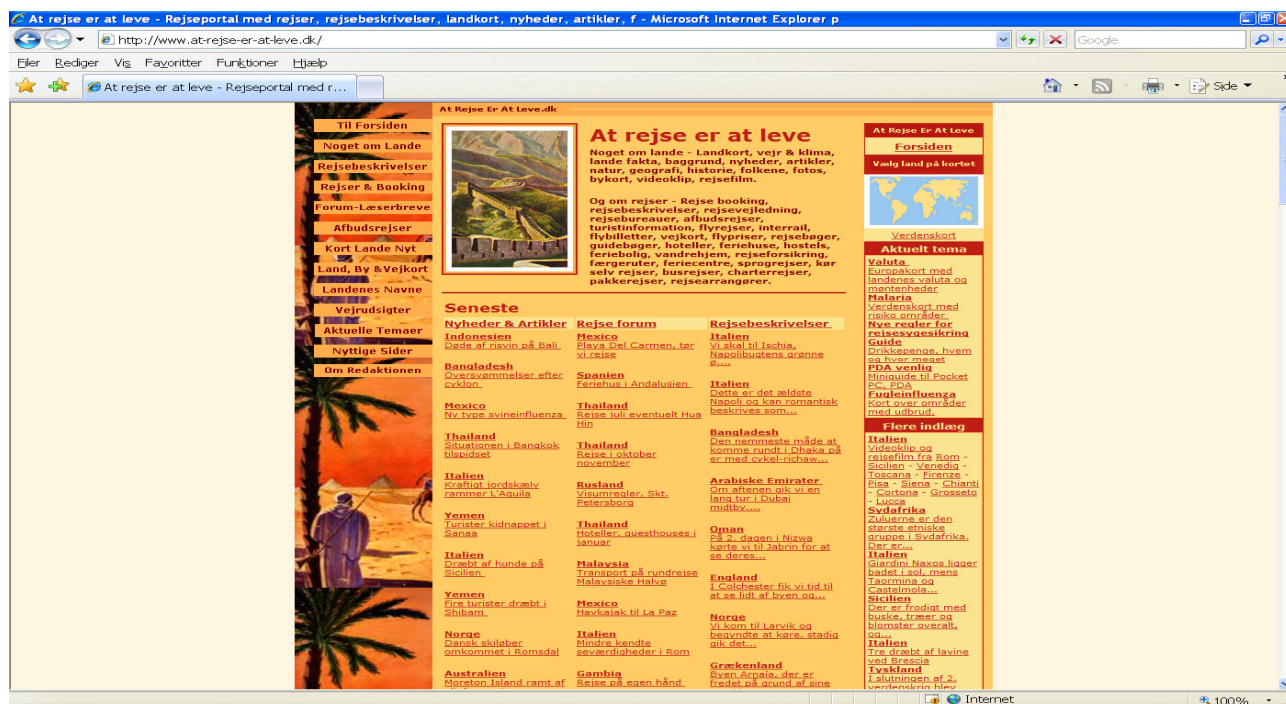 At rejse er at leve - Rejseportal med rejser, rejsebeskrivelser, landkort, nyheder, artikler, f - Microsoft Internet Explorer p
http://www.at-rejse-er-at-leve.dk/
Google
Filer Rediger Vis Favoritter Funktioner Hjælp
At rejse er at leve - Rejseportal med r...
Side
At Rejse Er At Leve.dk
Til Forsiden
Noget om Lande
Rejsebeskrivelser
Rejser & Booking
Forum-Læserbreve
Afbudsrejser
Kort Lande Nyt
Land, By &Vejkort
Landenes Navne
Vejrudsigter
Aktuelle Temaer
Nyttige Sider
Om Redaktionen
At rejse er at leve
Noget om lande - Landkort, vejr & klima,
lande fakta, baggrund, nyheder, artikler,
natur, geografi, historie, folkene, fotos,
bykort, videoklip, rejsefilm.
Og om rejser - Rejse booking,
rejsebeskrivelser, rejsevejledning,
rejsebureauer, afbudsrejser,
turistinformation, flyrejser, interrail,
flybilletter, vejkort, flypriser, rejsebøger,
guidebøger, hoteller, feriehuse, hostels,
feriebolig, vandrehjem, rejseforsikring,
færgeruter, feriecentre, sprogrejser, kør
selv rejser, busrejser, charterrejser,
pakkerejser, rejsearrangører.
Seneste
Nyheder & Artikler
Indonesien
Døde af risvin på Bali
Bangladesh
Oversvømmelser efter
cyklon
Mexico
Ny type svineinfluenza
Thailand
Situationen i Bangkok
tilspidset
Italien
Kraftigt jordskælv
rammer L'Aquila
Yemen
Turister kidnappet i
Sanaa
Italien
Dræbt af hunde på
Sicilien
Yemen
Fire turister dræbt i
Shibam
Norge
Dansk skiløber
omkommet i Romsdal
Australien
Moreton Island ramt af
Rejse forum
Mexico
Playa Del Carmen, tør
vi rejse
Spanien
Feriehus i Andalusien
Thailand
Rejse juli eventuelt Hua
Hin
Thailand
Rejse i oktober
november
Rusland
Visumregler, Skt.
Petersborg
Thailand
Hoteller, guesthouses i
januar
Malaysia
Transport på rundrejse
Malaysiske Halvø
Mexico
Havkajak til La Paz
Italien
Mindre kendte
seværdigheder i Rom
Gambia
Rejse på egen hånd
Rejsebeskrivelser
Italien
Vi skal til Ischia,
Napolibugtens grønne
ø....
Italien
Dette er det ældste
Napoli og kan romantisk
beskrives som...
Bangladesh
Den nemmeste måde at
komme rundt i Dhaka på
er med cykel-richaw...
Arabiske Emirater
Om aftenen gik vi en
lang tur i Dubai
midtby....
Oman
På 2. dagen i Nizwa
kørte vi til Jabrin for at
se deres...
England
I Colchester fik vi tid til
at se lidt af byen og...
Norge
Vi kom til Larvik og
begyndte at køre, stadig
gik det...
Grækenland
Byen Arnaia, der er
fredet på grund af sine
At Rejse Er At Leve
Forsiden
Vælg land på kortet
Verdenskort
Aktuelt tema
Valuta
Europakort med
landenes valuta og
møntenheder
Malaria
Verdenskort med
risiko områder
Nye regler for
rejsesygesikring
Guide
Drikkepenge, hvem
og hvor meget
PDA venlig
Miniguide til Pocket
PC, PDA
Fugleinfluenza
Kort over områder
med udbrud.
Flere indlæg
Italien
Videoklip og
rejsefilm fra Rom -
Sicilien - Venedig -
Toscana - Firenze -
Pisa - Siena - Chianti
- Cortona - Grosseto
- Lucca
Sydafrika
Zuluerne er den
største etniske
gruppe i Sydafrika.
Der er...
Italien
Giardini Naxos ligger
badet i sol, mens
Taormina og
Castelmola...
Sicilien
Der er frodigt med
buske, træer og
blomster overalt,
og...
Italien
Tre dræbt af lavine
ved Brescia
Tyskland
I slutningen af 2.
verdenskrig blev
Internet
100%